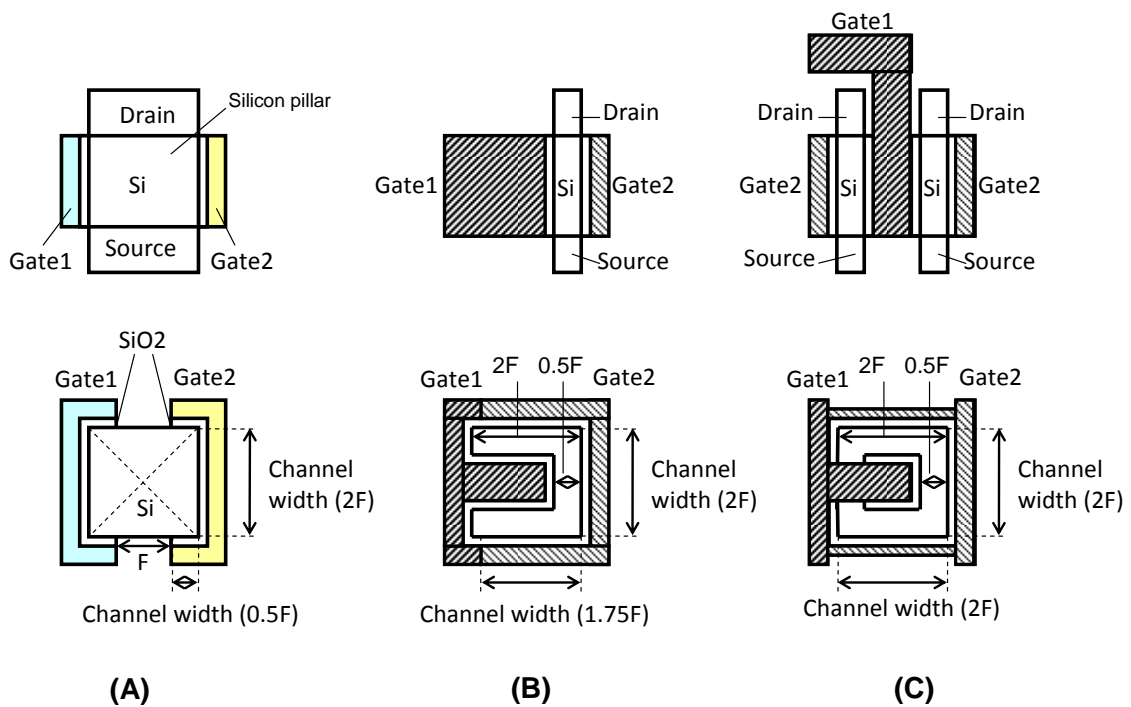 Drain
Silicon pillar
Si
Gate1
Source
Gate2
Drain
Gate1
Si
Gate2
Source
Gate1
Drain
Drain
Gate2
Si
Si
Gate2
Source
Source
SiO2
Gate1
Gate2
Channel
width (2F)
Si
F
Channel width (0.5F)
2F
0.5F
Gate1
Gate2
Channel
width (2F)
Channel width (1.75F)
2F
0.5F
Gate1
Gate2
Channel
width (2F)
Channel width (2F)
(A)
(B)
(C)